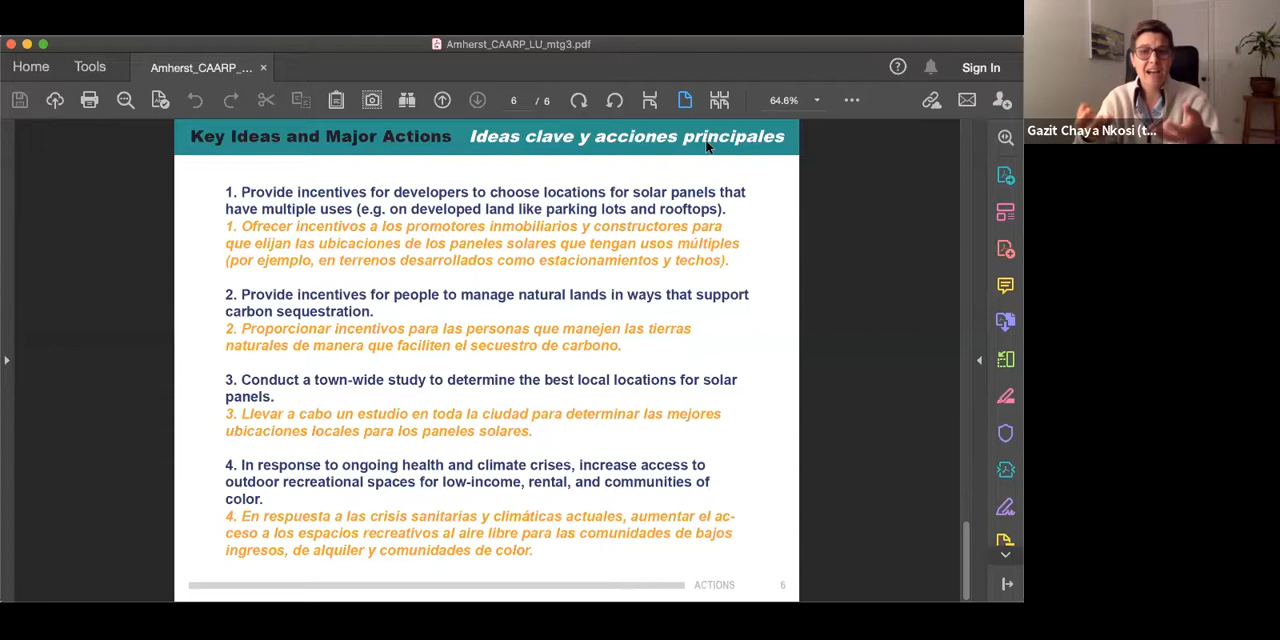 Amherst_CAARP_LU_mtg3.pdf
Home Tools Amherst_CAARP_... × Sign In
6 / 6 64.6%
Key Ideas and Major Actions Ideas clave y acciones principales
1. Provide incentives for developers to choose locations for solar panels that
have multiple uses (e.g. on developed land like parking lots and rooftops).
1. Ofrecer incentivos a los promotores inmobiliarios y constructores para
que elijan las ubicaciones de los paneles solares que tengan usos múltiples
(por ejemplo, en terrenos desarrollados como estacionamientos y techos).
2. Provide incentives for people to manage natural lands in ways that support
carbon sequestration.
2. Proporcionar incentivos para las personas que manejen las tierras
naturales de manera que faciliten el secuestro de carbono.
3. Conduct a town-wide study to determine the best local locations for solar
panels.
3. Llevar a cabo un estudio en toda la ciudad para determinar las mejores
ubicaciones locales para los paneles solares.
4. In response to ongoing health and climate crises, increase access to
outdoor recreational spaces for low-income, rental, and communities of
color.
4. En respuesta a las crisis sanitarias y climáticas actuales, aumentar el ac-
ceso a los espacios recreativos al aire libre para las comunidades de bajos
ingresos, de alquiler y comunidades de color.
ACTIONS 6
Gazit Chaya Nkosi (t...